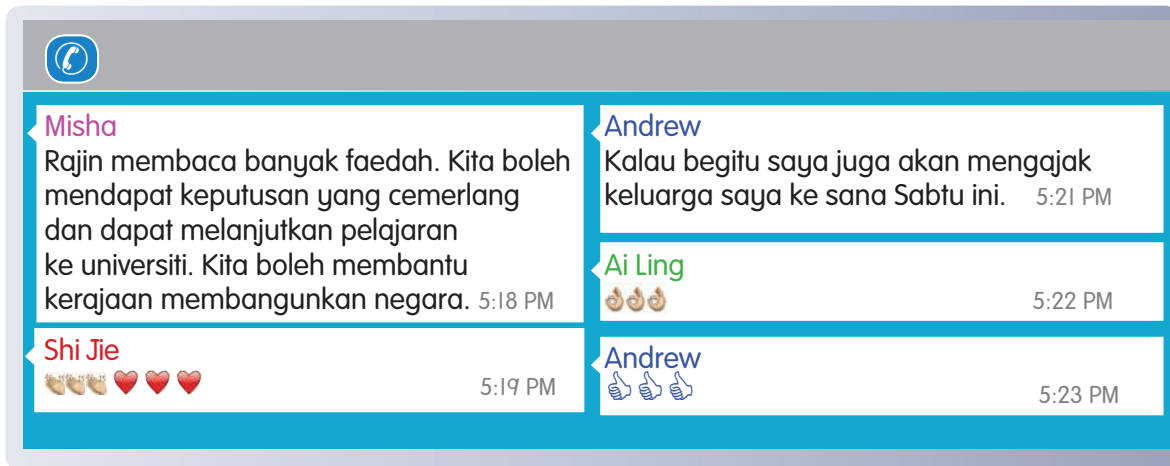 Misha
Rajin membaca banyak faedah. Kita boleh
mendapat keputusan yang cemerlang
dan dapat melanjutkan pelajaran
ke universiti. Kita boleh membantu
kerajaan membangunkan negara. 5:18 PM
Shi Jie
👏👏👏❤️❤️❤️ 5:19 PM
Andrew
Kalau begitu saya juga akan mengajak
keluarga saya ke sana Sabtu ini. 5:21 PM
Ai Ling
👌👌👌 5:22 PM
Andrew
👍👍👍 5:23 PM